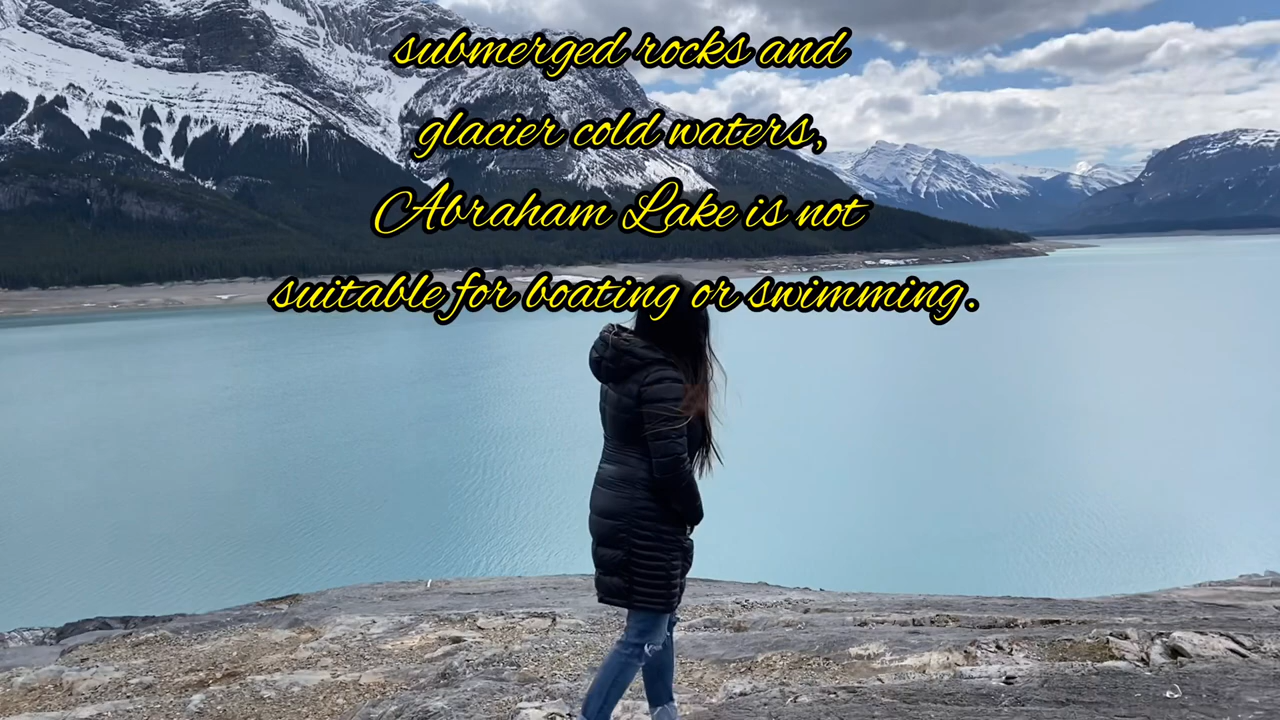 submerged rocks and
glacier cold waters,
Abraham Lake is not
suitable for boating or swimming.